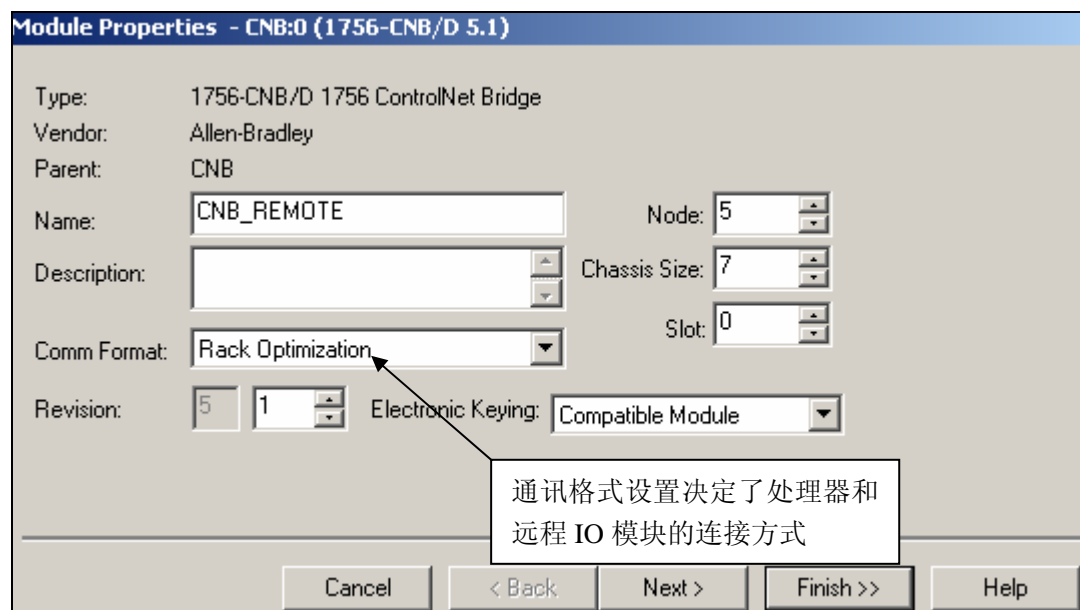 Module Properties - CNB:0 (1756-CNB/D 5.1)
Type: 1756-CNB/D 1756 ControlNet Bridge
Vendor: Allen-Bradley
Parent: CNB
Name: CNB_REMOTE Node: 5
Description: Chassis Size: 7
Slot: 0
Comm Format: Rack Optimization
Revision: 5 1 Electronic Keying: Compatible Module
通讯格式设置决定了处理器和
远程 IO 模块的连接方式
Cancel < Back Next > Finish >> Help